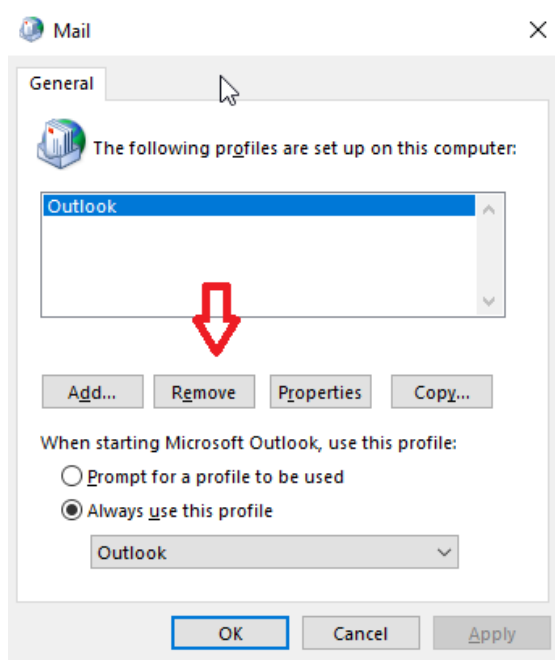 Mail
General
The following profiles are set up on this computer:
Outlook
Add... Remove Properties Copy...
When starting Microsoft Outlook, use this profile:
Prompt for a profile to be used
Always use this profile
Outlook
OK Cancel Apply